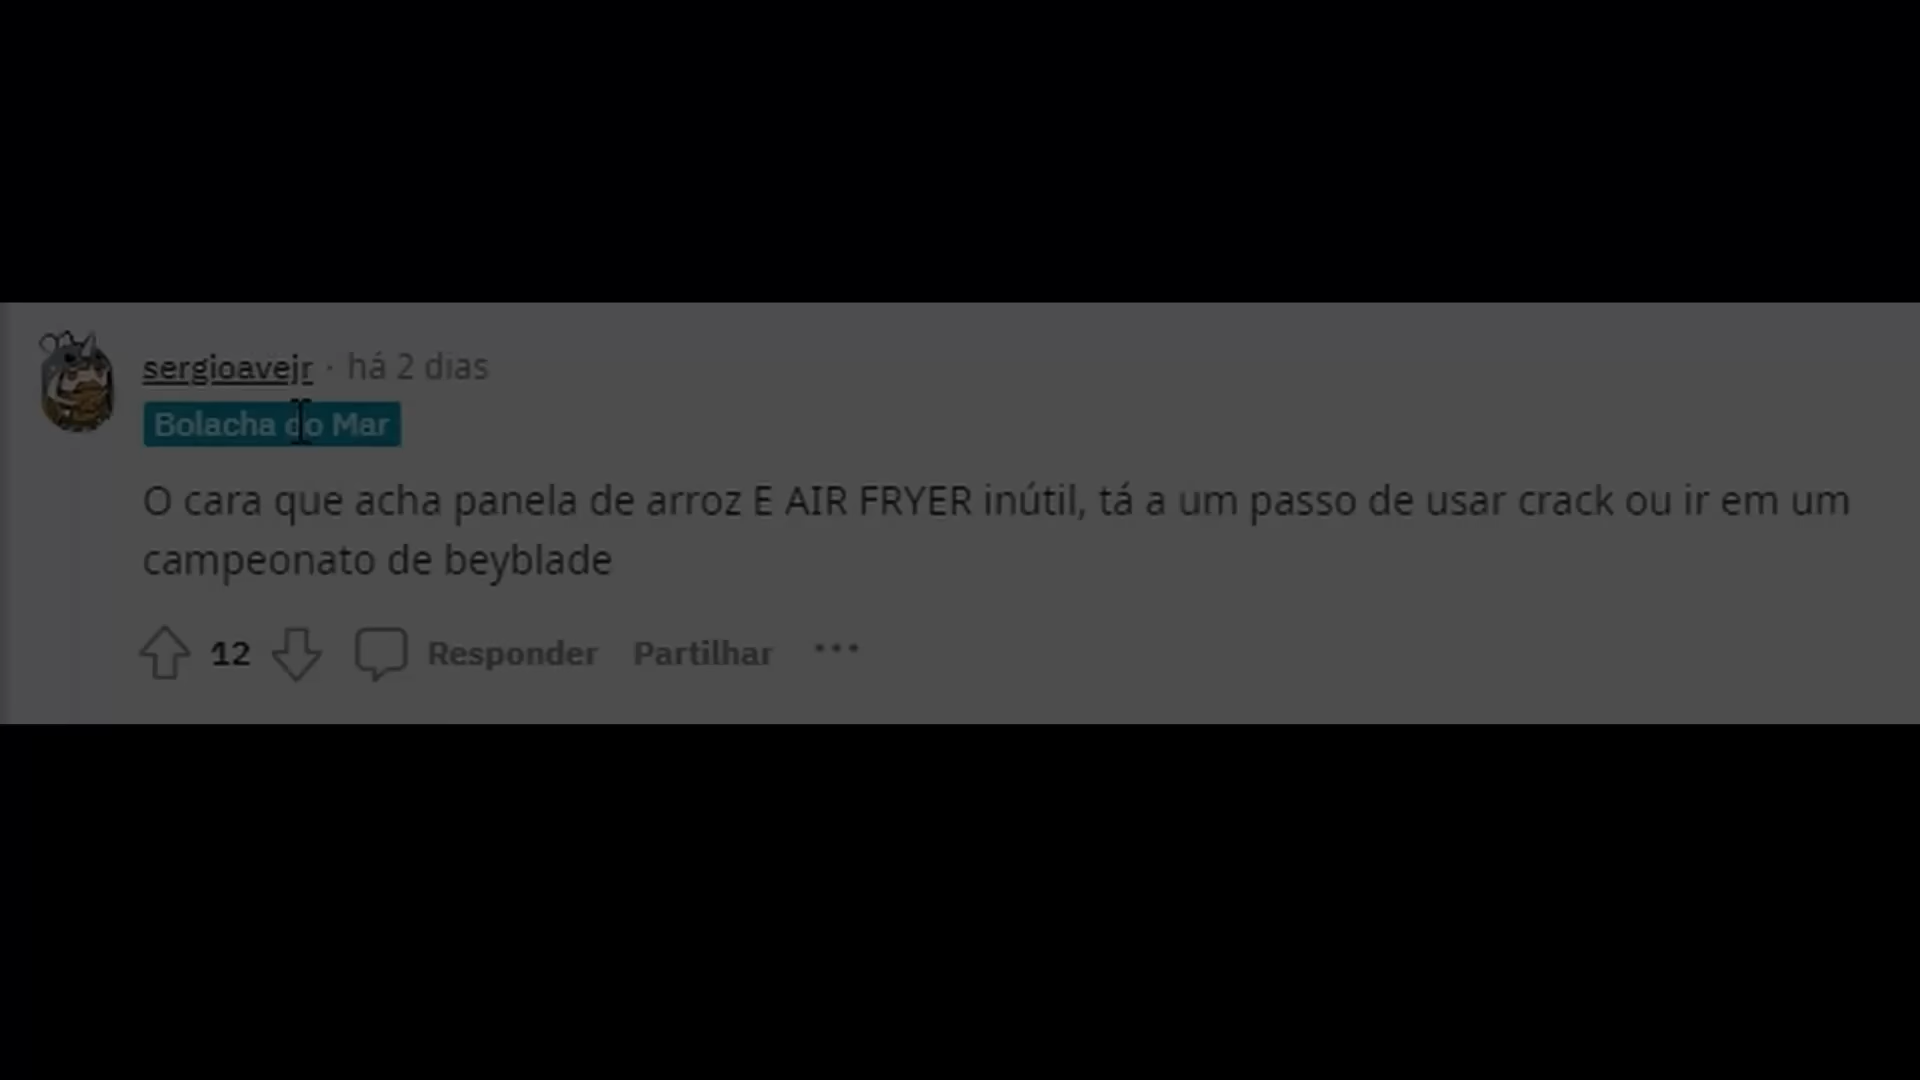 sergioavejr · há 2 dias
Bolacha do Mar
O cara que acha panela de arroz E AIR FRYER inútil, tá a um passo de usar crack ou ir em um
campeonato de beyblade
12 Responder Partilhar ···